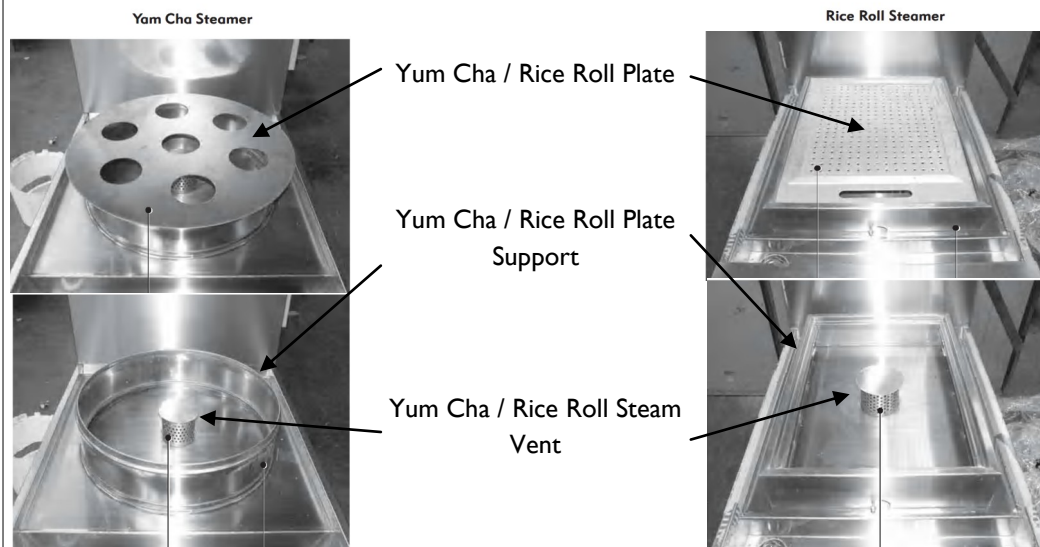 Yam Cha Steamer
Rice Roll Steamer
Yum Cha / Rice Roll Plate
Yum Cha / Rice Roll Plate
Support
Yum Cha / Rice Roll Steam
Vent